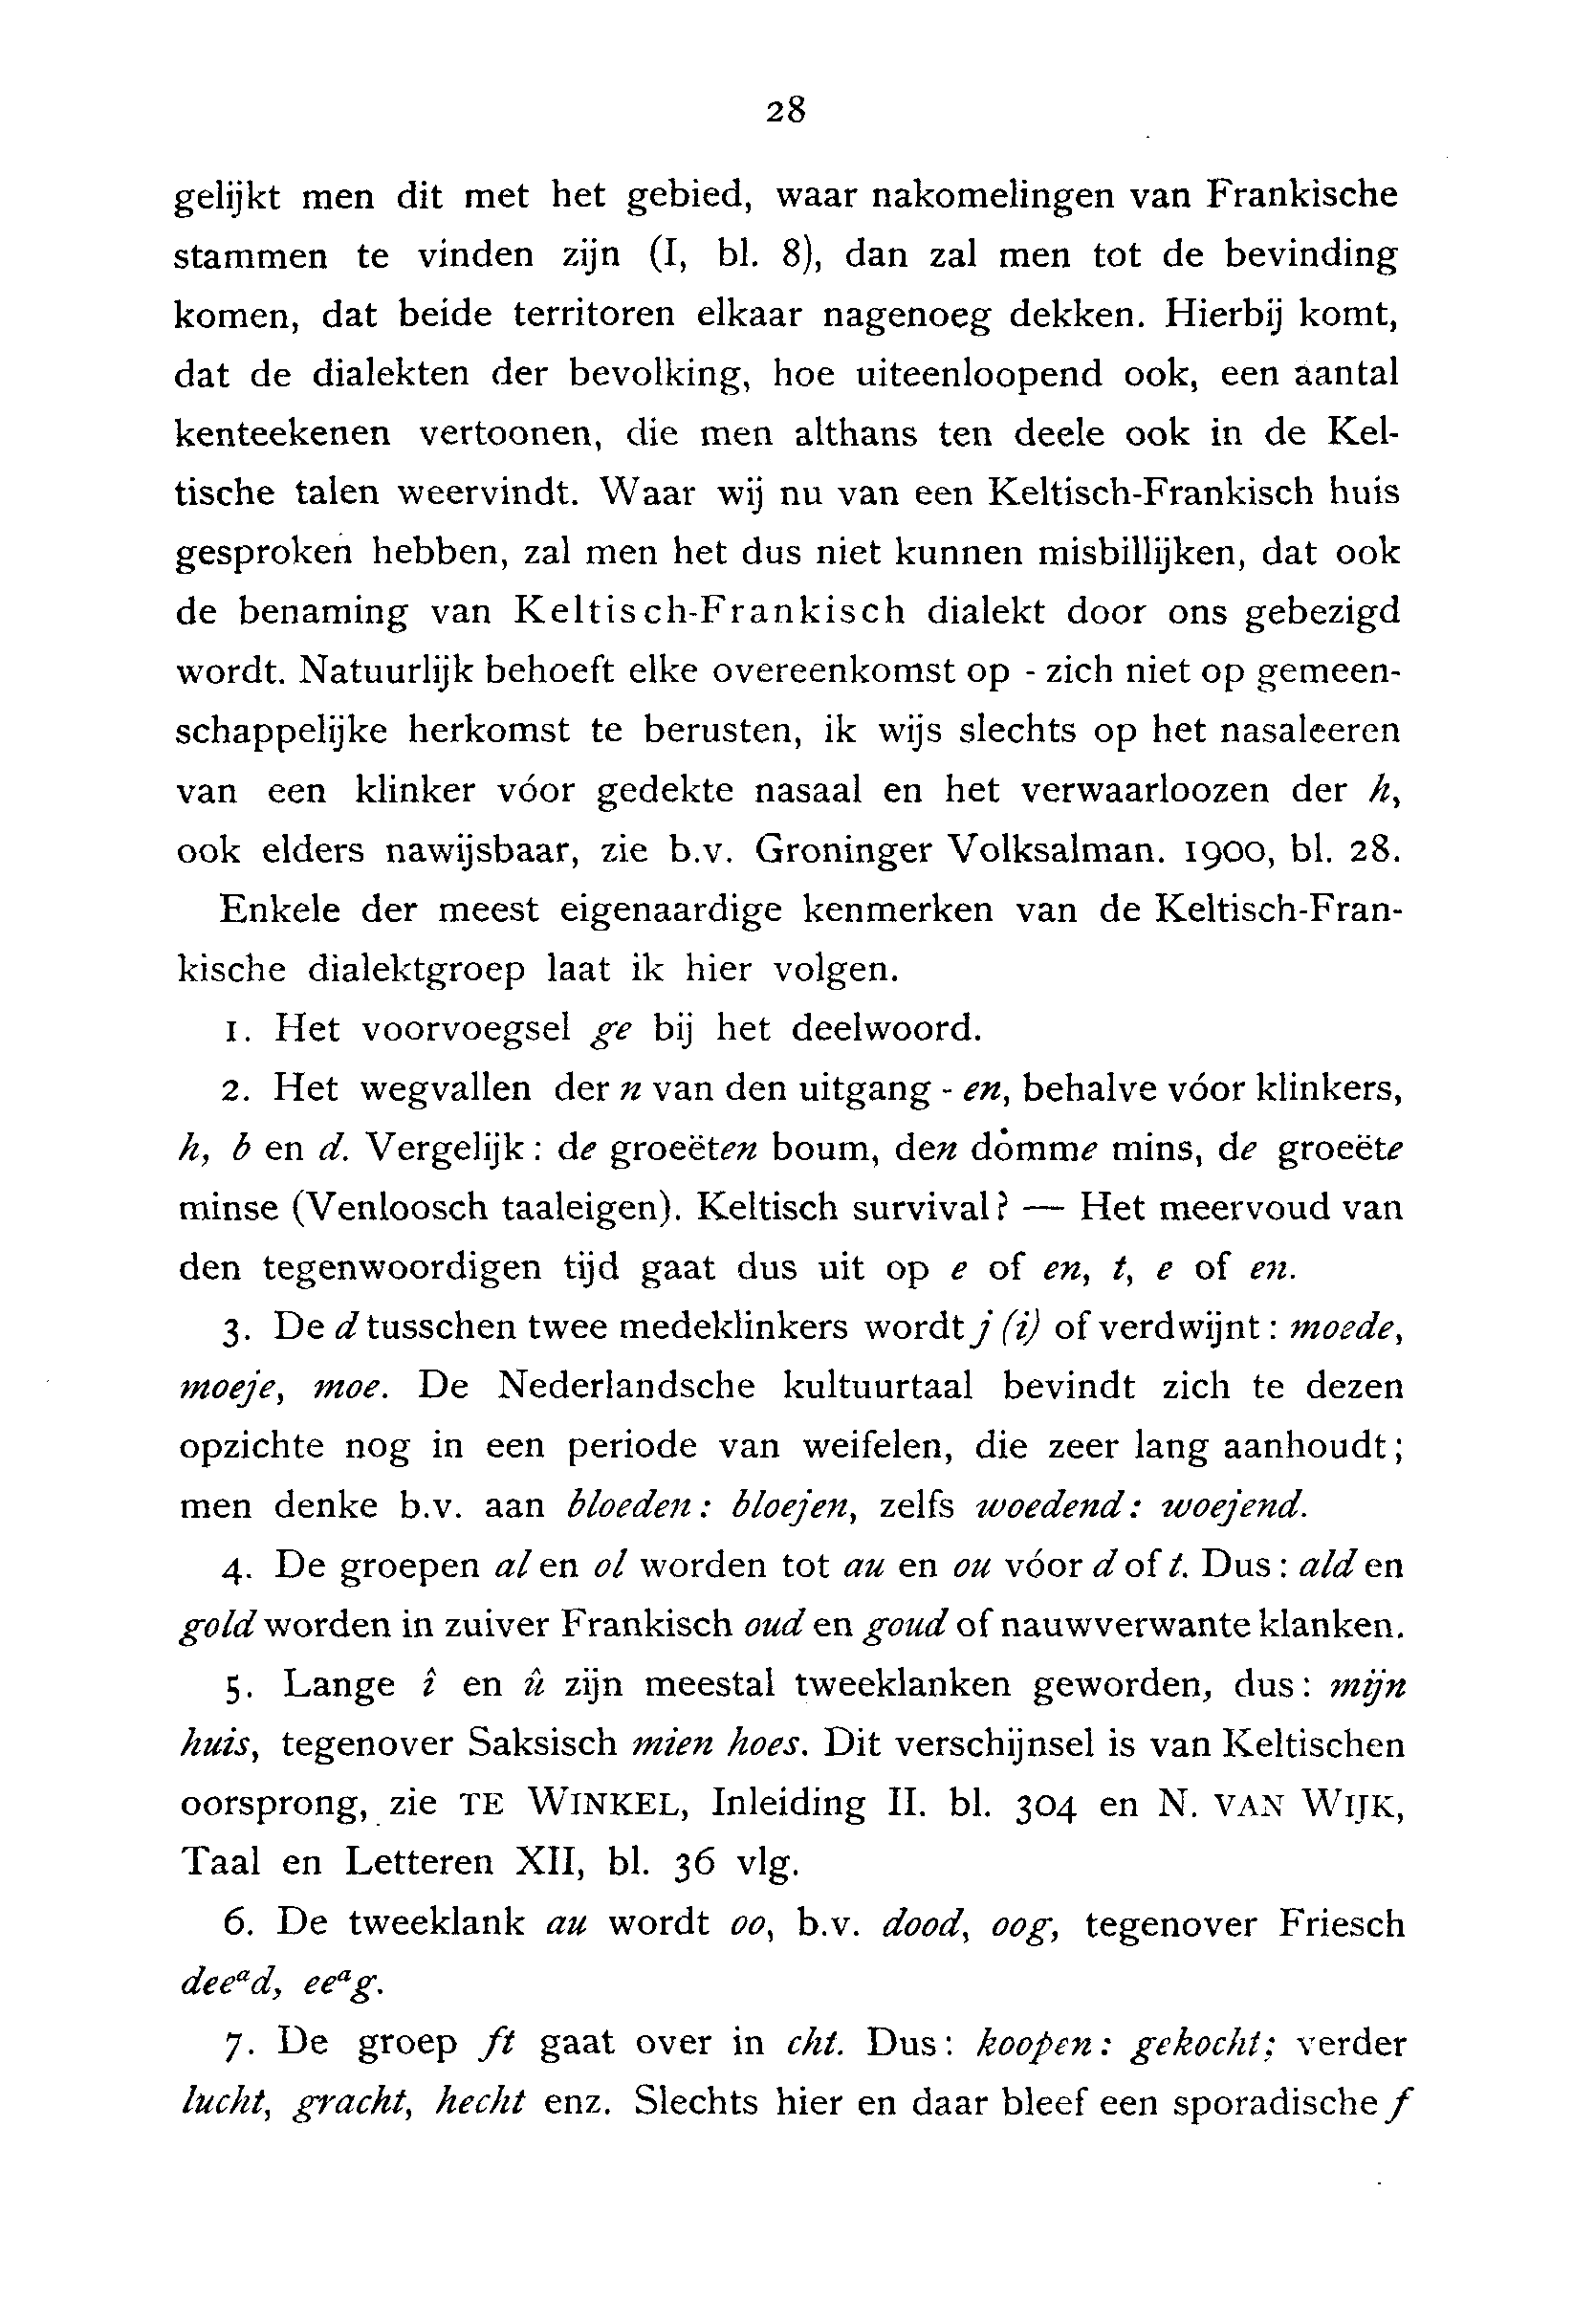 28
gelijkt men dit met het gebied, waar nakomelingen van Frankische
stammen te vinden zijn (I, bl. 8), dan zal men tot de bevinding
komen, dat beide territoren elkaar nagenoeg dekken. Hierbij komt,
dat de dialekten der bevolking, hoe uiteenloopend ook, een aantal
kenteekenen vertoonen, die men althans ten deele ook in de Kel-
tische talen weervindt. Waar wij nu van een Keltisch-Frankisch huis
gesproken hebben, zal men het dus niet kunnen misbillijken, dat ook
de benaming van Keltisch-Frankisch dialekt door ons gebezigd
wordt. Natuurlijk behoeft elke overeenkomst op - zich niet op gemeen-
schappelijke herkomst te berusten, ik wijs slechts op het nasaleeren
van een klinker vóor gedekte nasaal en het verwaarloozen der h,
ook elders nawijsbaar, zie b.v. Groninger Volksalman. 1900, bl. 28.
Enkele der meest eigenaardige kenmerken van de Keltisch-Fran-
kische dialektgroep laat ik hier volgen.
1. Het voorvoegsel ge bij het deelwoord.
2. Het wegvallen der n van den uitgang - en, behalve vóor klinkers,
h, b en d. Vergelijk: de groeëten boum, den dȯmme mins, de groeëte
minse (Venloosch taaleigen). Keltisch survival? — Het meervoud van
den tegenwoordigen tijd gaat dus uit op e of en, t, e of en.
3. De d tusschen twee medeklinkers wordt j (i) of verdwijnt: moede,
moeje, moe. De Nederlandsche kultuurtaal bevindt zich te dezen
opzichte nog in een periode van weifelen, die zeer lang aanhoudt;
men denke b.v. aan bloeden: bloejen, zelfs woedend: woejend.
4. De groepen al en ol worden tot au en ou vóor d of t. Dus: ald en
gold worden in zuiver Frankisch oud en goud of nauwverwante klanken.
5. Lange î en û zijn meestal tweeklanken geworden, dus: mijn
huis, tegenover Saksisch mien hoes. Dit verschijnsel is van Keltischen
oorsprong, zie TE WINKEL, Inleiding II. bl. 304 en N. VAN WIJK,
Taal en Letteren XII, bl. 36 vlg.
6. De tweeklank au wordt oo, b.v. dood, oog, tegenover Friesch
deeᵃd, eeᵃg.
7. De groep ft gaat over in cht. Dus: koopen: gekocht; verder
lucht, gracht, hecht enz. Slechts hier en daar bleef een sporadische f